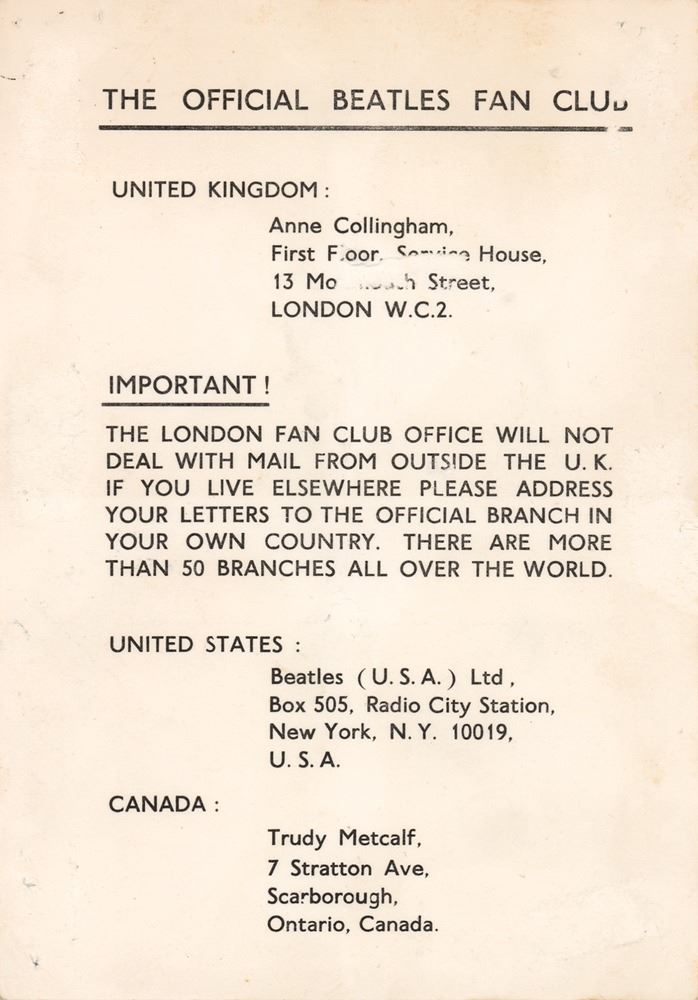 THE OFFICIAL BEATLES FAN CLUB
UNITED KINGDOM :
Anne Collingham,
First Floor, Service House,
13 Monmouth Street,
LONDON W.C.2.
IMPORTANT !
THE LONDON FAN CLUB OFFICE WILL NOT
DEAL WITH MAIL FROM OUTSIDE THE U. K.
IF YOU LIVE ELSEWHERE PLEASE ADDRESS
YOUR LETTERS TO THE OFFICIAL BRANCH IN
YOUR OWN COUNTRY. THERE ARE MORE
THAN 50 BRANCHES ALL OVER THE WORLD.
UNITED STATES :
Beatles ( U. S. A. ) Ltd ,
Box 505, Radio City Station,
New York, N. Y. 10019,
U. S. A.
CANADA :
Trudy Metcalf,
7 Stratton Ave,
Scarborough,
Ontario, Canada.